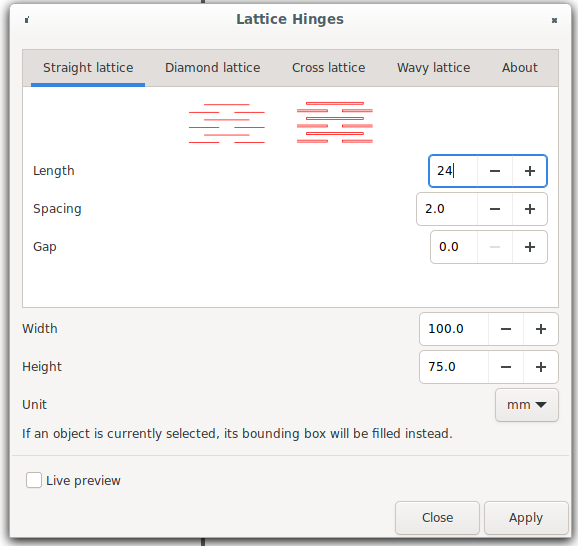 Lattice Hinges
Straight lattice Diamond lattice Cross lattice Wavy lattice About
Length 24 − +
Spacing 2.0 − +
Gap 0.0 − +
Width 100.0 − +
Height 75.0 − +
Unit mm
If an object is currently selected, its bounding box will be filled instead.
Live preview
Close Apply